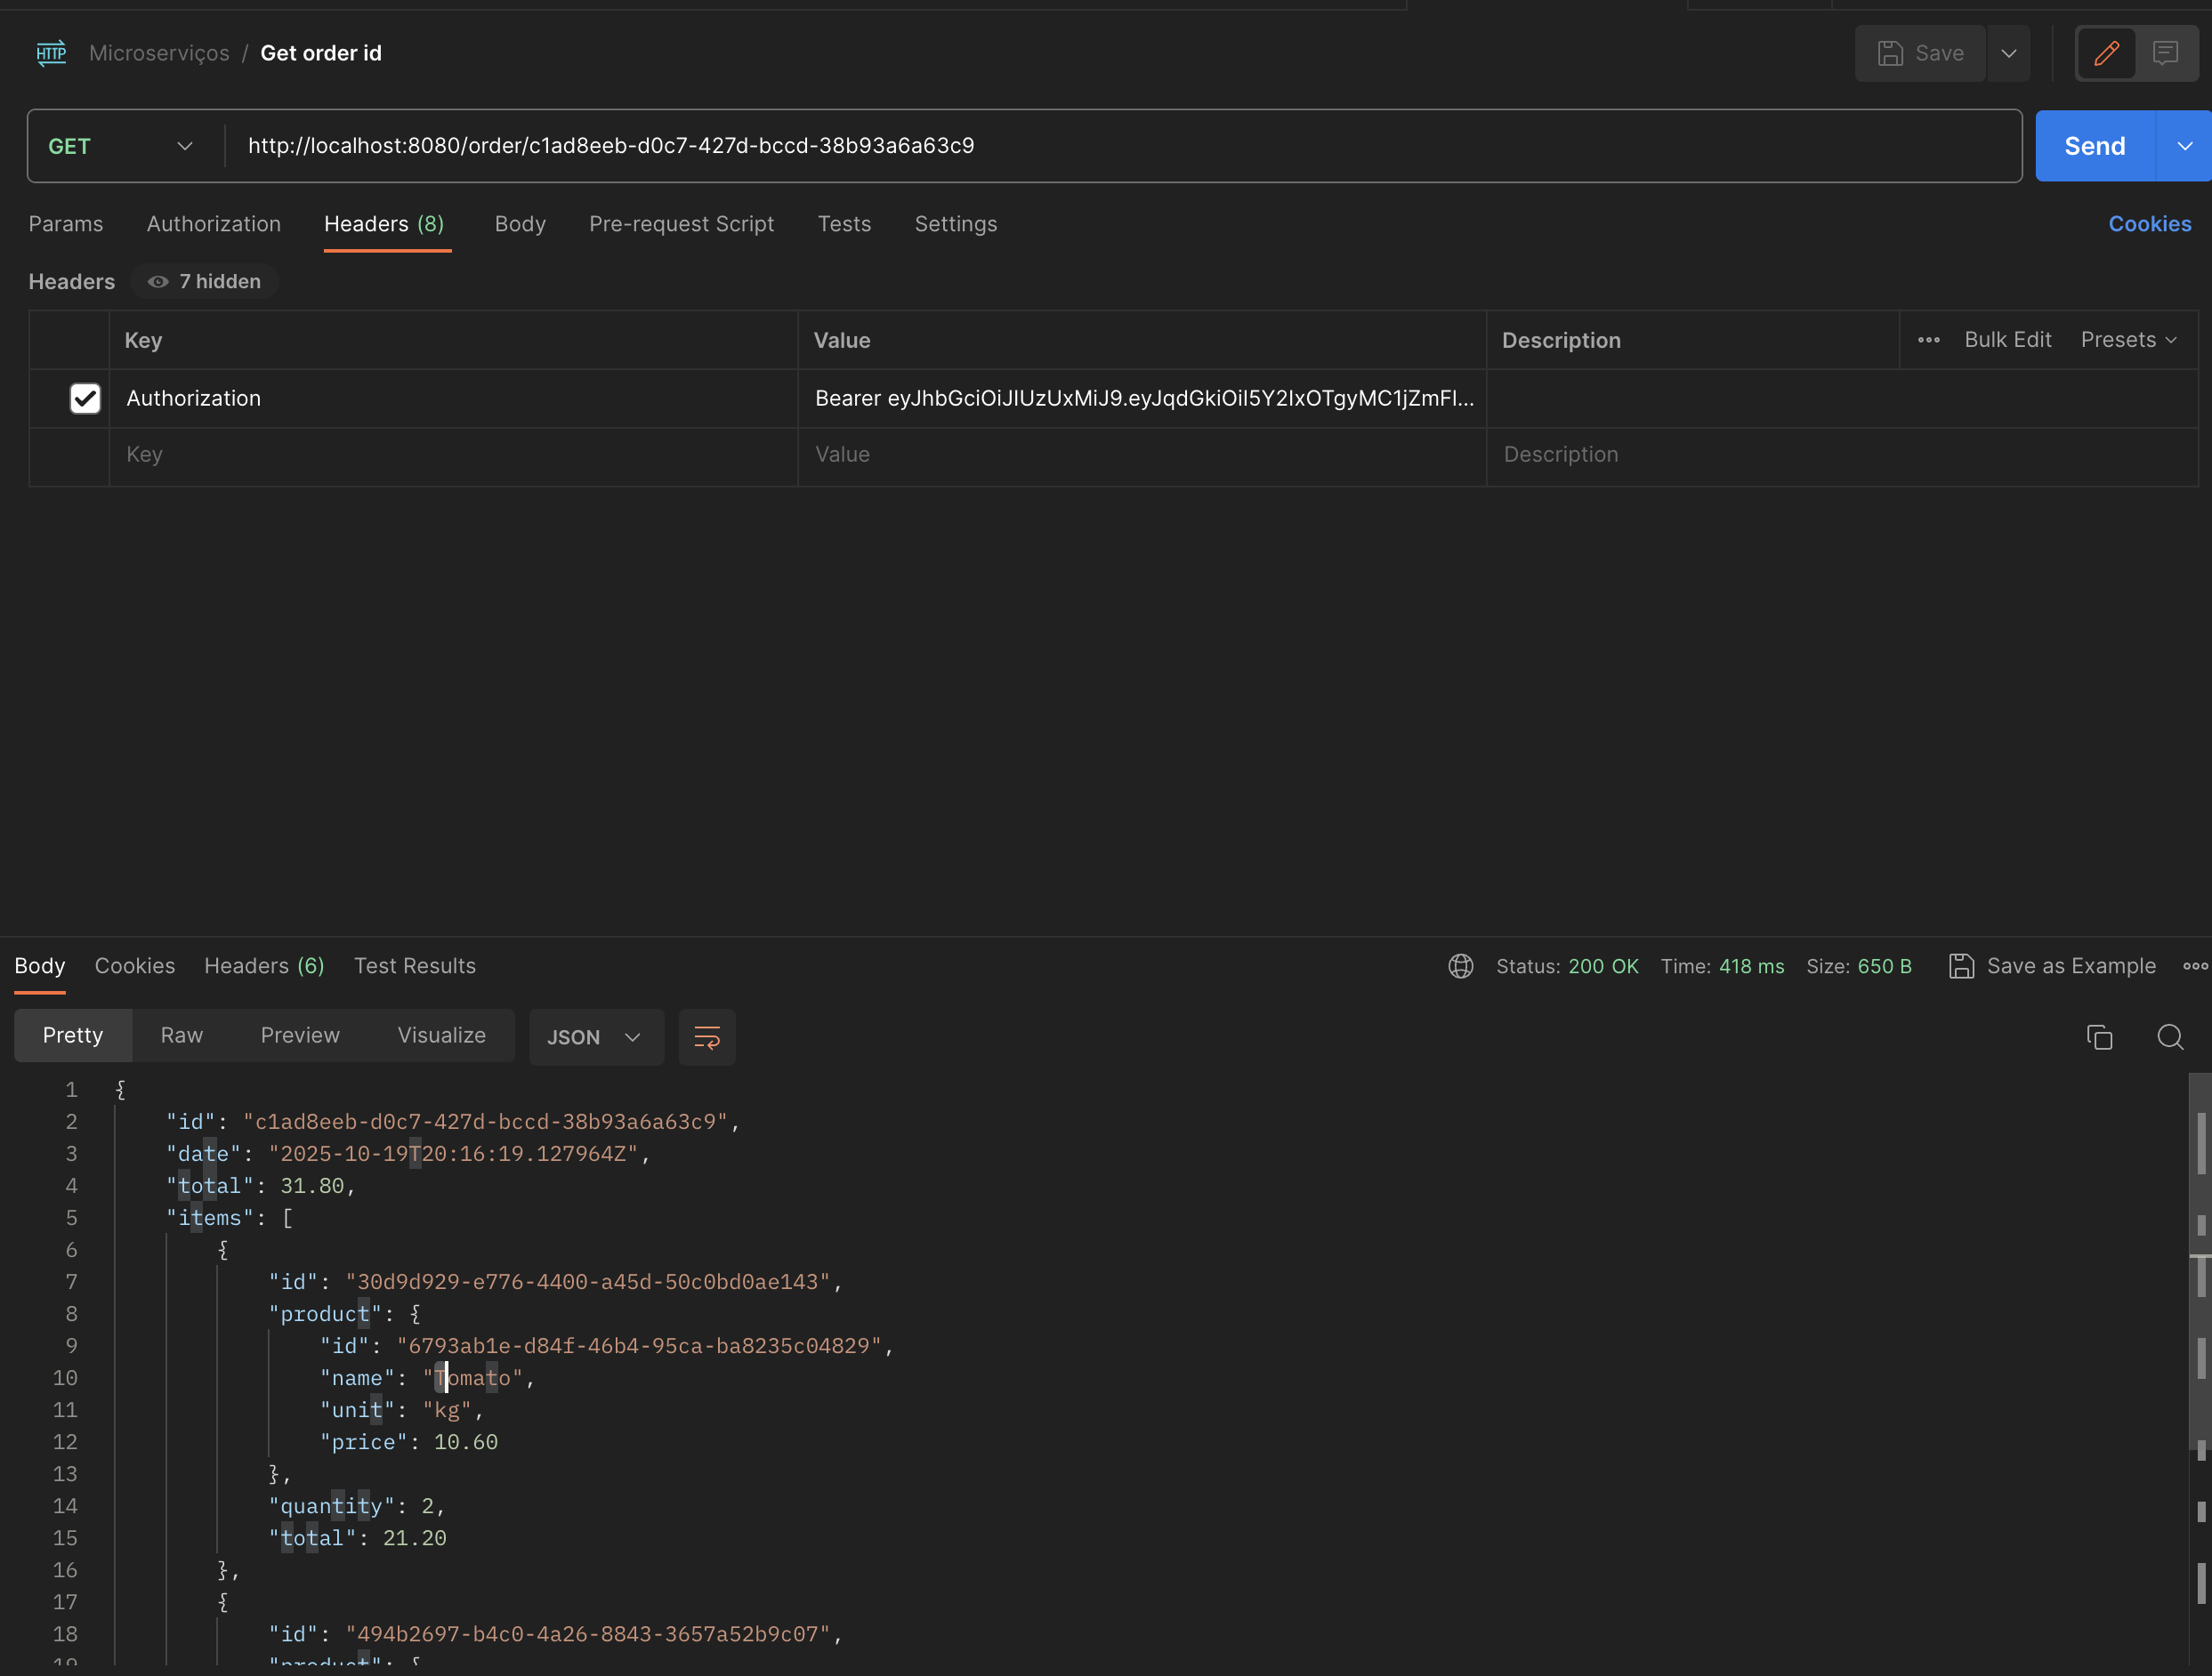 HTTP Microserviços / Get order id Save
GET http://localhost:8080/order/c1ad8eeb-d0c7-427d-bccd-38b93a6a63c9 Send
Params Authorization Headers (8) Body Pre-request Script Tests Settings Cookies
Headers 7 hidden
Key Value Description Bulk Edit Presets
Authorization Bearer eyJhbGciOiJIUzUxMiJ9.eyJqdGkiOiI5Y2IxOTgyMC1jZmFl...
Key Value Description
Body Cookies Headers (6) Test Results Status: 200 OK Time: 418 ms Size: 650 B Save as Example
Pretty Raw Preview Visualize JSON
1 {
2 "id": "c1ad8eeb-d0c7-427d-bccd-38b93a6a63c9",
3 "date": "2025-10-19T20:16:19.127964Z",
4 "total": 31.80,
5 "items": [
6 {
7 "id": "30d9d929-e776-4400-a45d-50c0bd0ae143",
8 "product": {
9 "id": "6793ab1e-d84f-46b4-95ca-ba8235c04829",
10 "name": "Tomato",
11 "unit": "kg",
12 "price": 10.60
13 },
14 "quantity": 2,
15 "total": 21.20
16 },
17 {
18 "id": "494b2697-b4c0-4a26-8843-3657a52b9c07",
19 "product": {